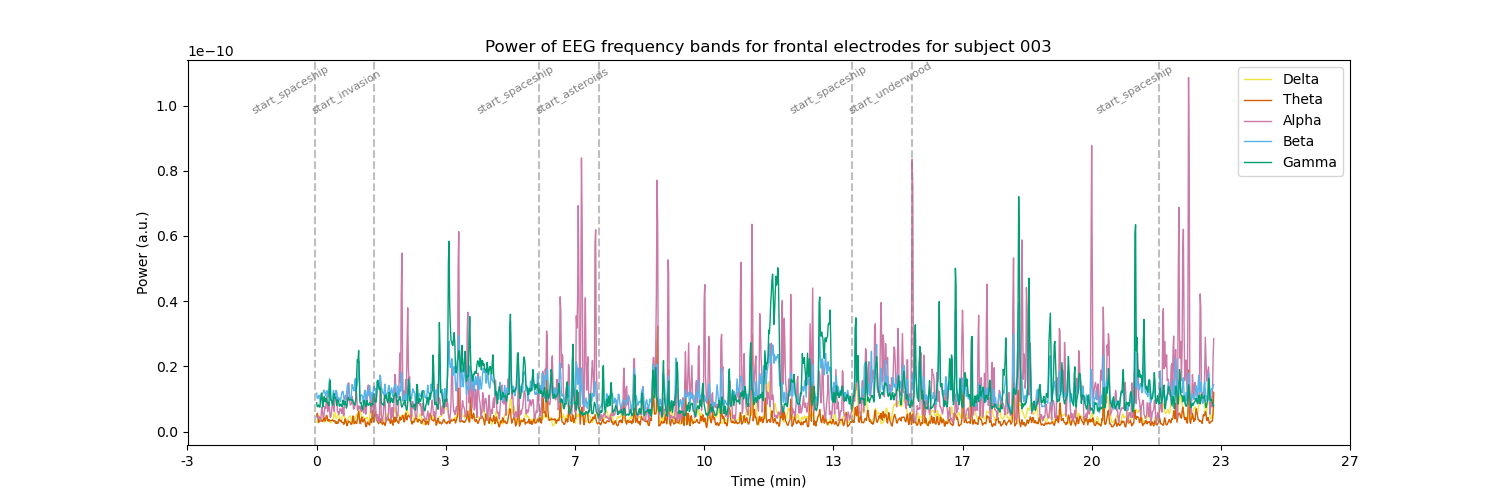 Power of EEG frequency bands for frontal electrodes for subject 003
1e−10
start_spaceship
start_invasion
start_spaceship
start_asteroids
start_spaceship
start_underwood
start_spaceship
Delta
Theta
Alpha
Beta
Gamma
1.0
0.8
0.6
0.4
0.2
0.0
Power (a.u.)
-3 0 3 7 10 13 17 20 23 27
Time (min)